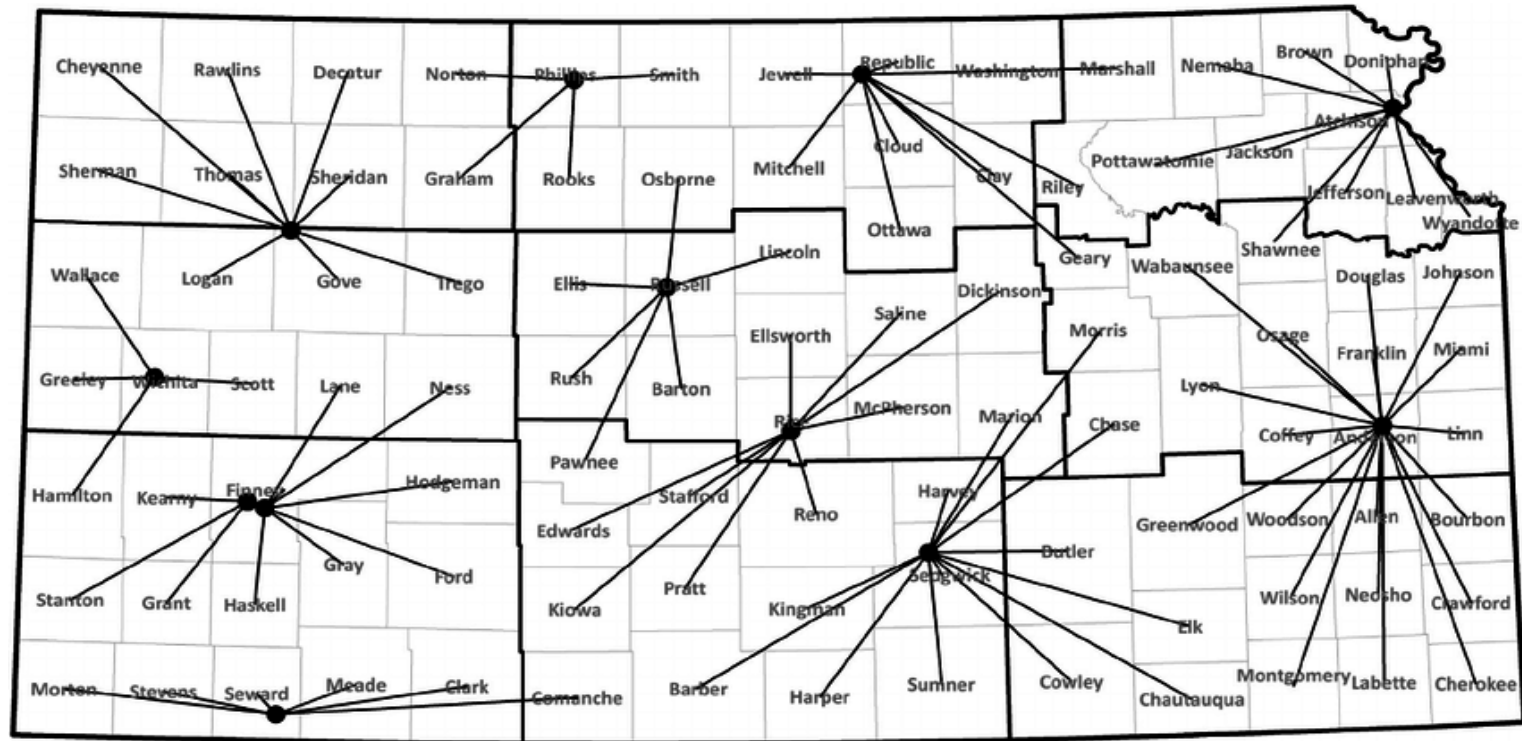 Cheyenne Rawlins Decatur Norton Phillips Smith Jewell Republic Washington Marshall Nemaha Brown Doniphan
Atchison
Sherman Thomas Sheridan Graham Rooks Osborne Mitchell Cloud Clay Riley Pottawatomie Jackson
Jefferson Leavenworth
Wyandotte
Wallace Logan Gove Trego Ellis Russell Lincoln Ottawa Geary Wabaunsee Shawnee Douglas Johnson
Dickinson
Saline
Greeley Wichita Scott Lane Ness Rush Barton Ellsworth Morris Osage Franklin Miami
McPherson Marion Chase Lyon
Rice Coffey Anderson Linn
Hamilton Kearny Finney Hodgeman Pawnee Stafford Reno Harvey
Edwards Greenwood Woodson Allen Bourbon
Gray Ford Sedgwick Butler
Stanton Grant Haskell Kiowa Pratt Kingman Elk Wilson Neosho Crawford
Morton Stevens Seward Meade Clark Comanche Barber Harper Sumner Cowley Chautauqua Montgomery Labette Cherokee